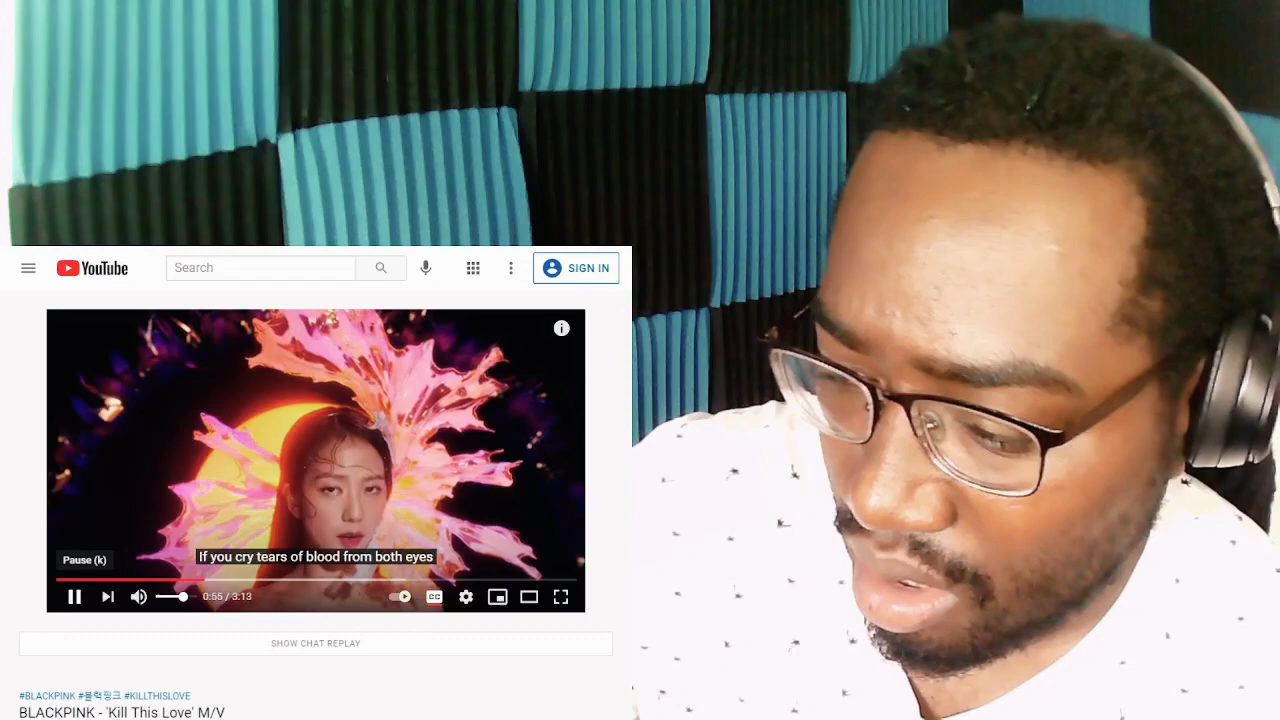 YouTube
Search
SIGN IN
If you cry tears of blood from both eyes
Pause (k)
0:55 / 3:13
CC
SHOW CHAT REPLAY
#BLACKPINK #블랙핑크 #KILLTHISLOVE
BLACKPINK - 'Kill This Love' M/V